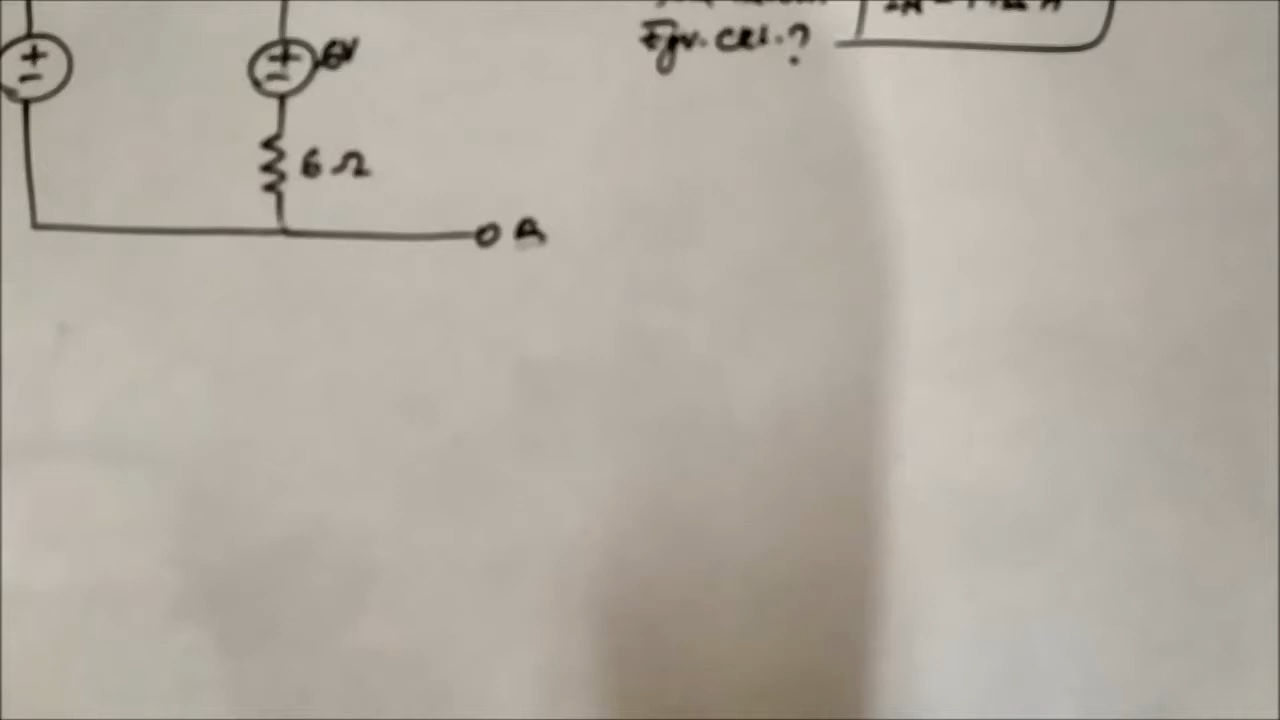 +
-
+
-
6V
Eqv. CKt.?
6 Ω
A